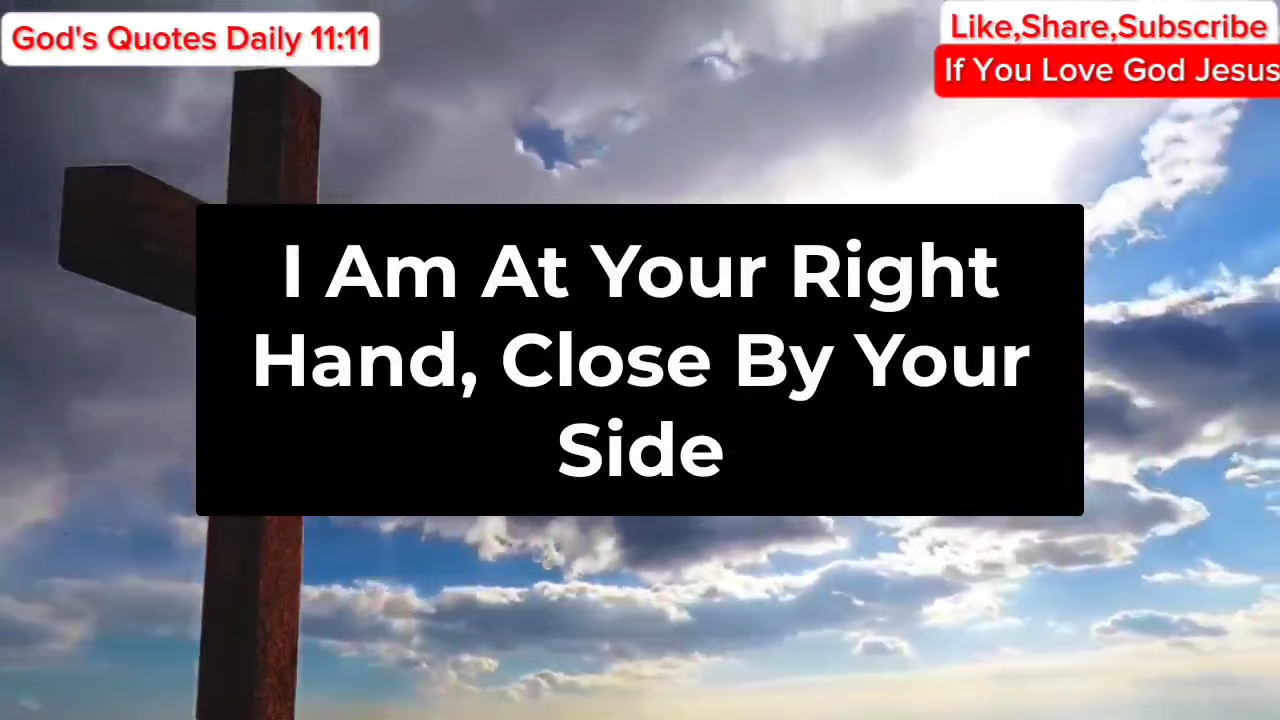 God's Quotes Daily 11:11
Like,Share,Subscribe
If You Love God Jesus
I Am At Your Right
Hand, Close By Your
Side